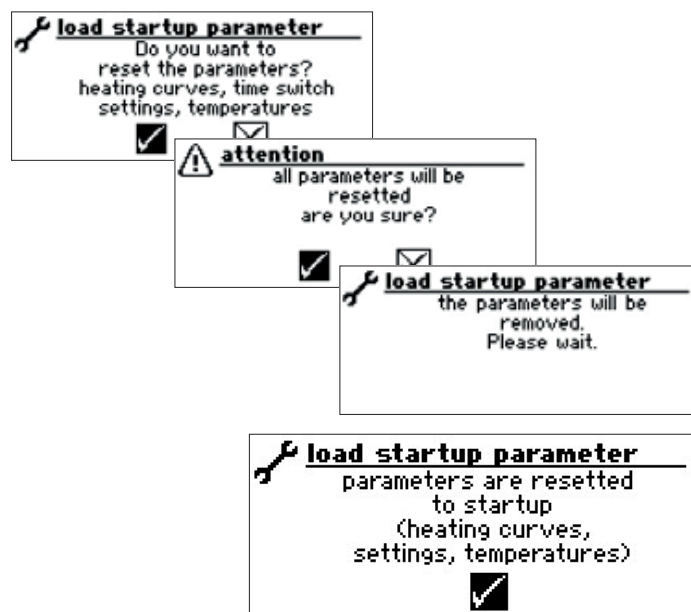 load startup parameter
Do you want to
reset the parameters?
heating curves, time switch
settings, temperatures
attention
all parameters will be
resetted
are you sure?
load startup parameter
the parameters will be
removed.
Please wait.
load startup parameter
parameters are resetted
to startup
(heating curves,
settings, temperatures)